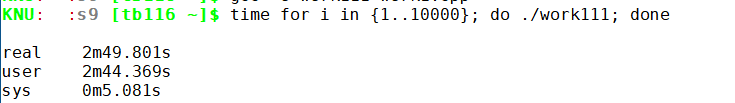 KNU: :s9 [tb116 ~]$ time for i in {1..10000}; do ./work111; done
real 2m49.801s
user 2m44.369s
sys 0m5.081s